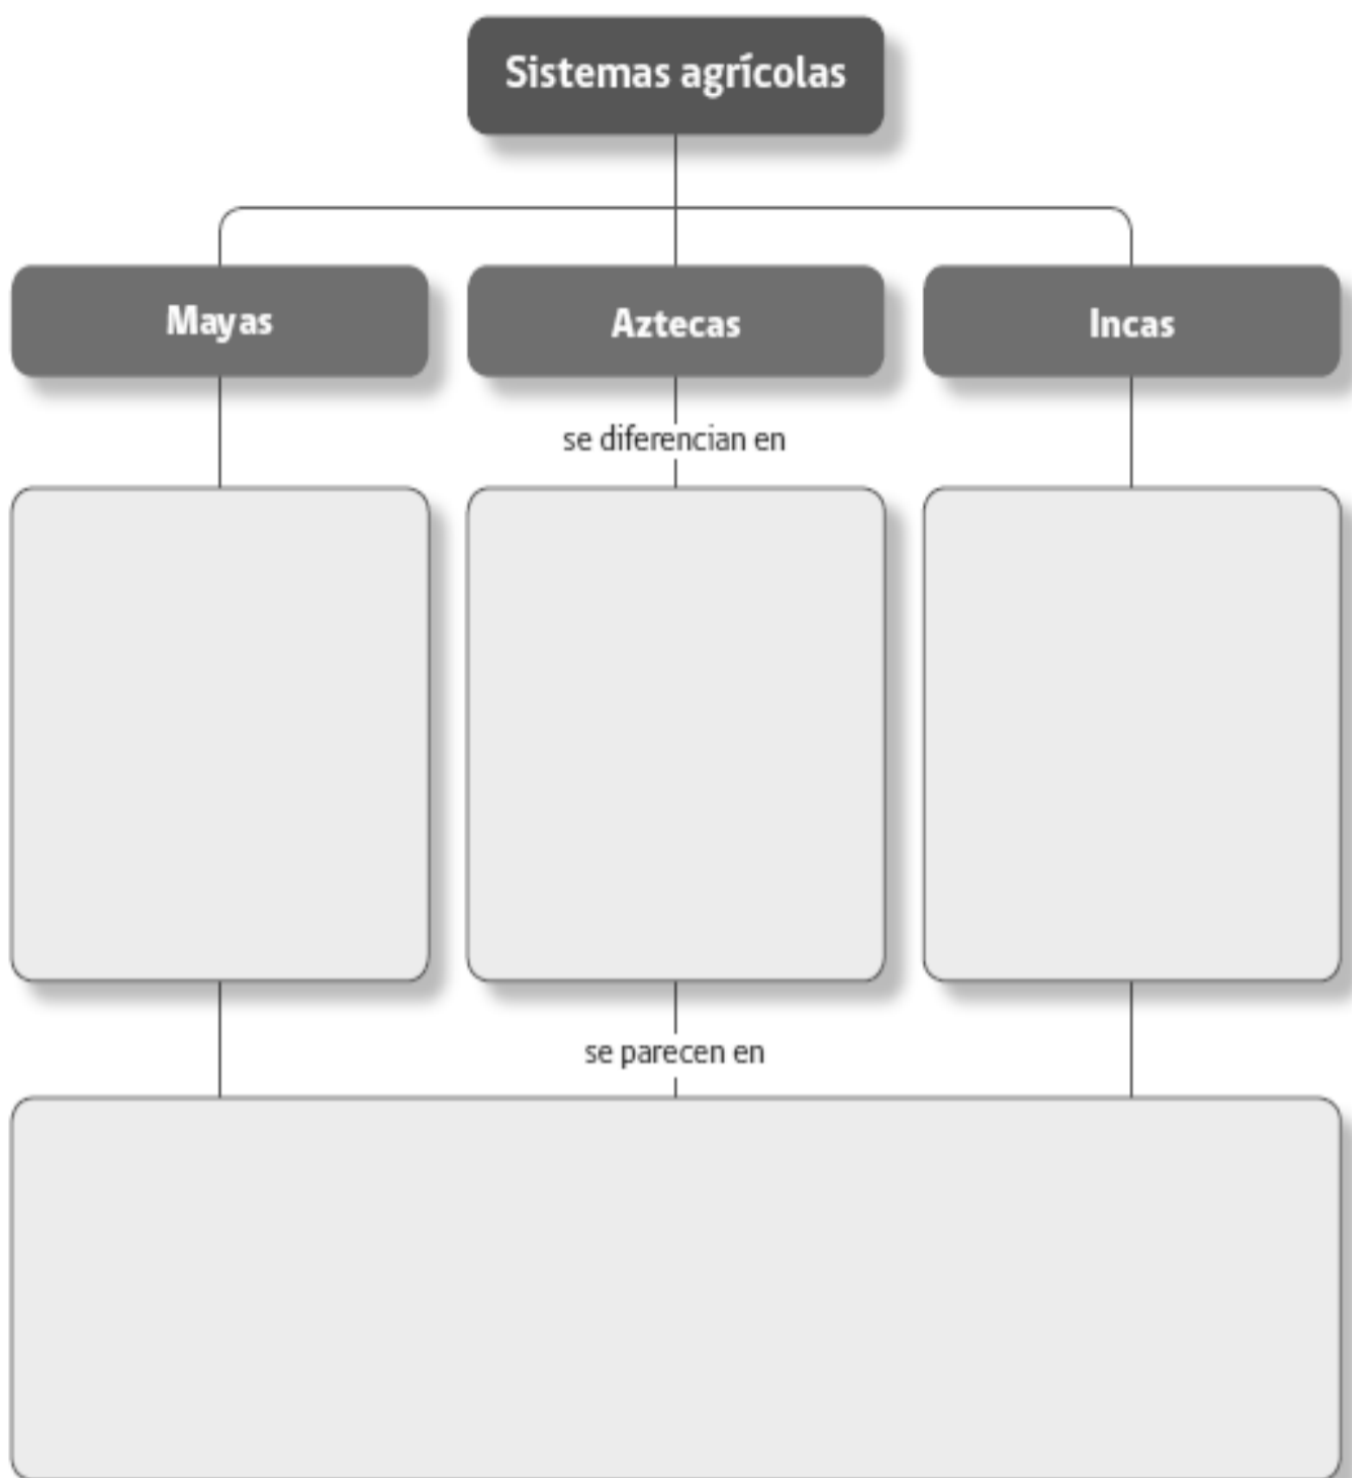 Sistemas agrícolas
Mayas
Aztecas
Incas
se diferencian en
se parecen en